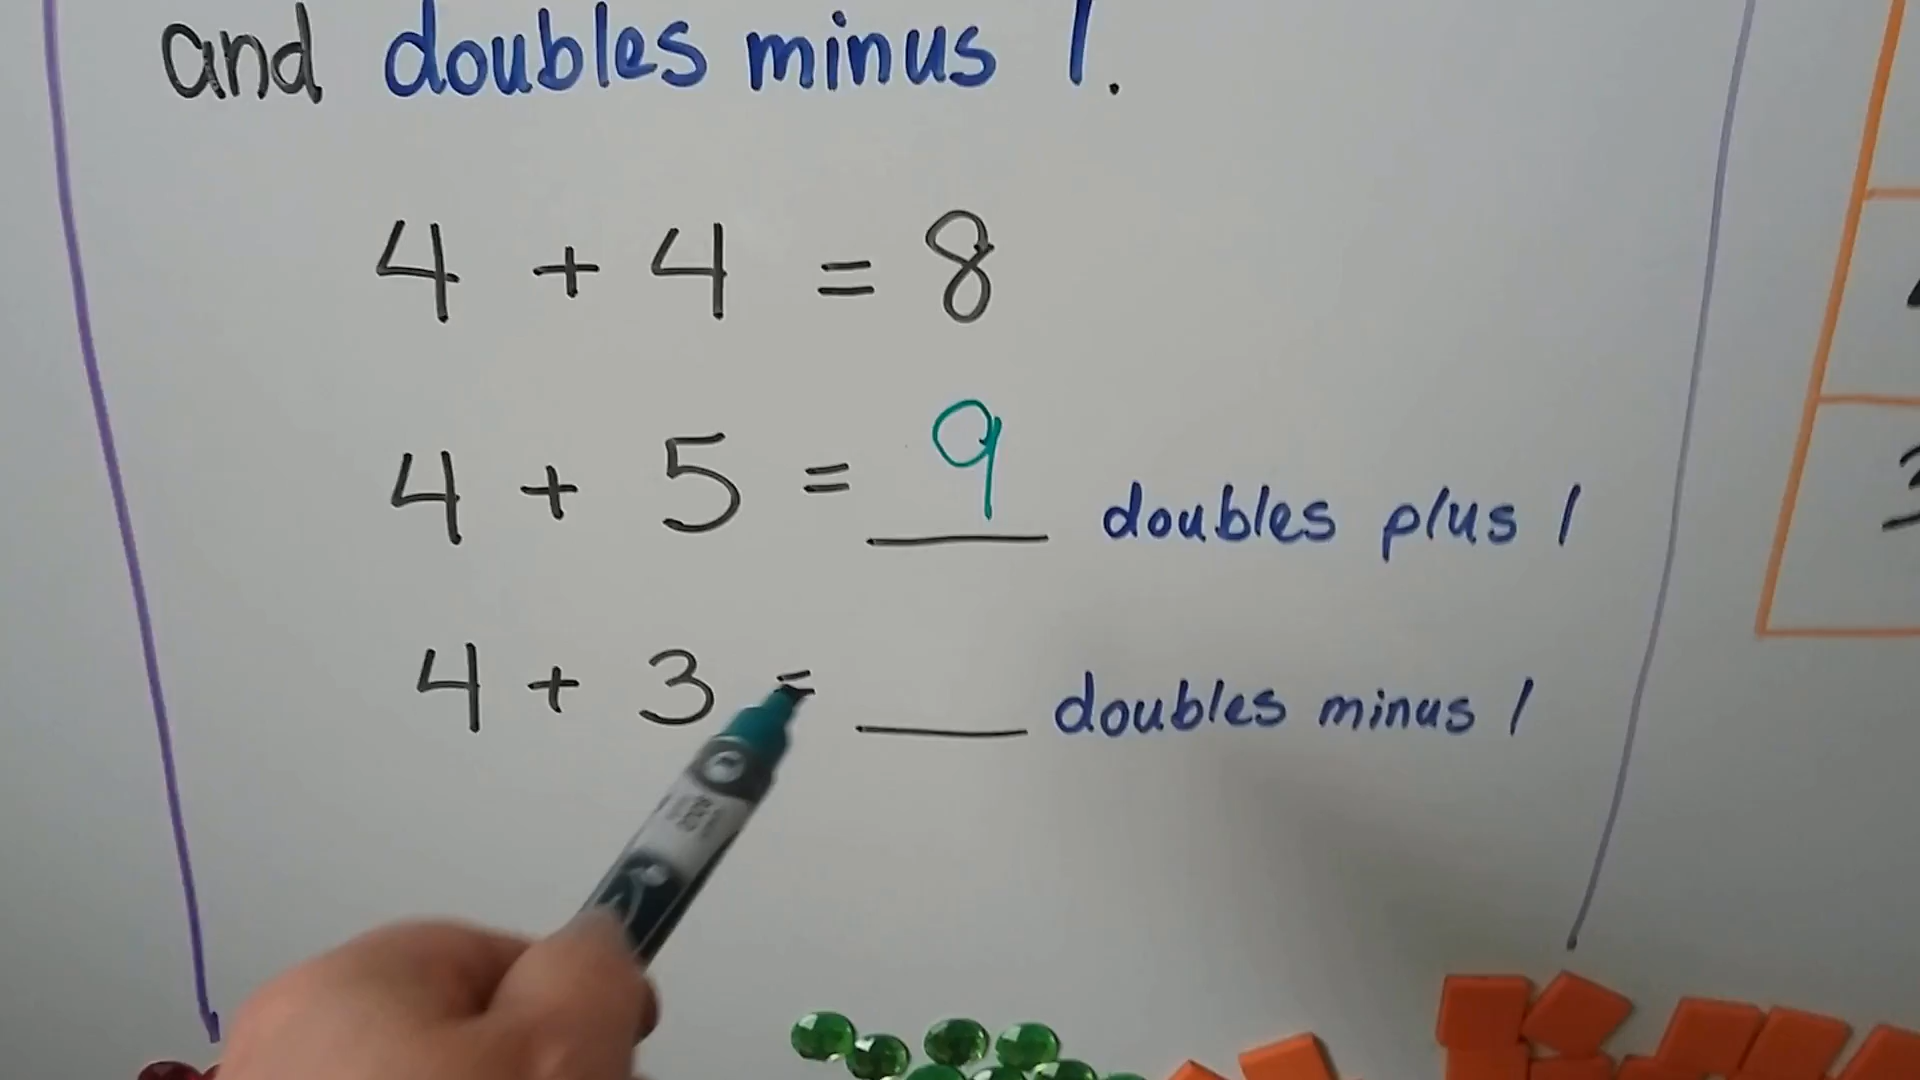 and doubles minus 1.
4 + 4 = 8
4 + 5 = 9 doubles plus 1
4 + 3 = ___ doubles minus 1